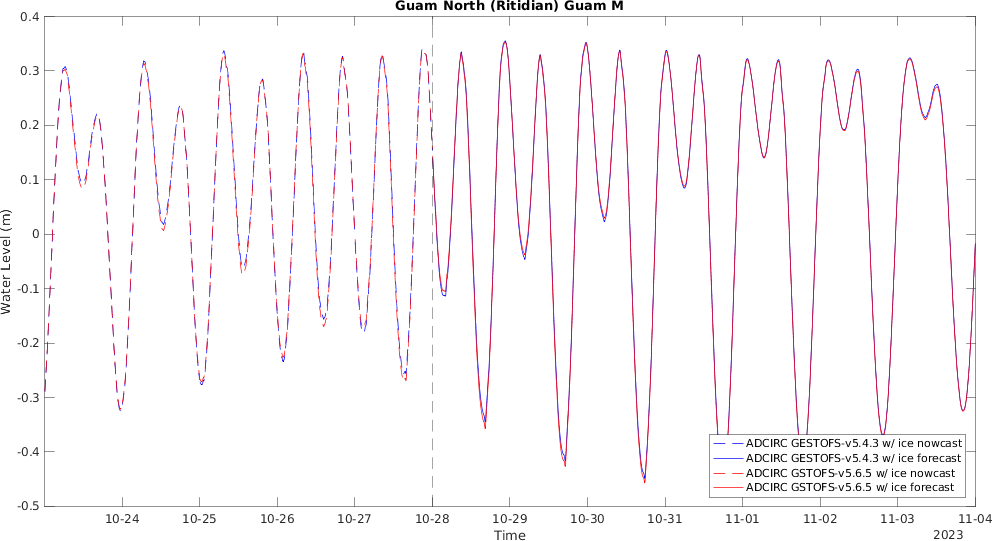 Guam North (Ritidian) Guam M
0.4
0.3
0.2
0.1
0
-0.1
-0.2
-0.3
-0.4
-0.5
Water Level (m)
ADCIRC GESTOFS-v5.4.3 w/ ice nowcast
ADCIRC GESTOFS-v5.4.3 w/ ice forecast
ADCIRC GSTOFS-v5.6.5 w/ ice nowcast
ADCIRC GSTOFS-v5.6.5 w/ ice forecast
10-24 10-25 10-26 10-27 10-28 10-29 10-30 10-31 11-01 11-02 11-03 11-04
Time
2023